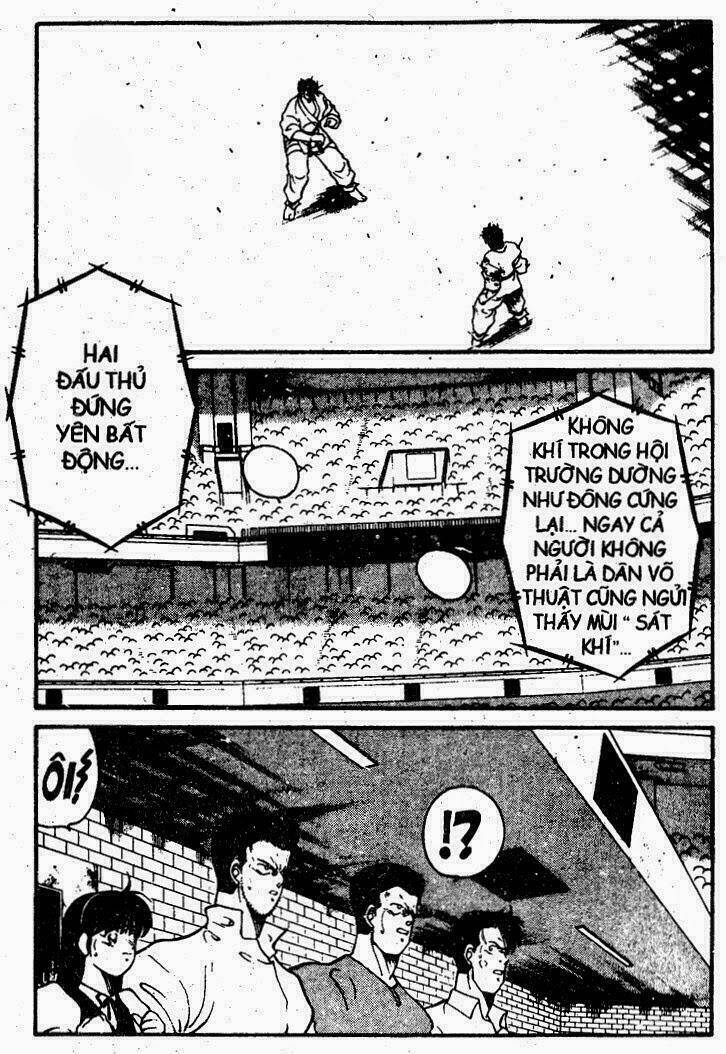 HAI
ĐẤU THỦ
ĐỨNG
YÊN BẤT
ĐỘNG...
KHÔNG
KHÍ TRONG HỘI
TRƯỜNG DƯỜNG
NHƯ ĐÔNG CỨNG
LẠI... NGAY CẢ
NGƯỜI KHÔNG
PHẢI LÀ DÂN VÕ
THUẬT CŨNG NGỬI
THẤY MÙI " SÁT
KHÍ"...
ÔI!
!?